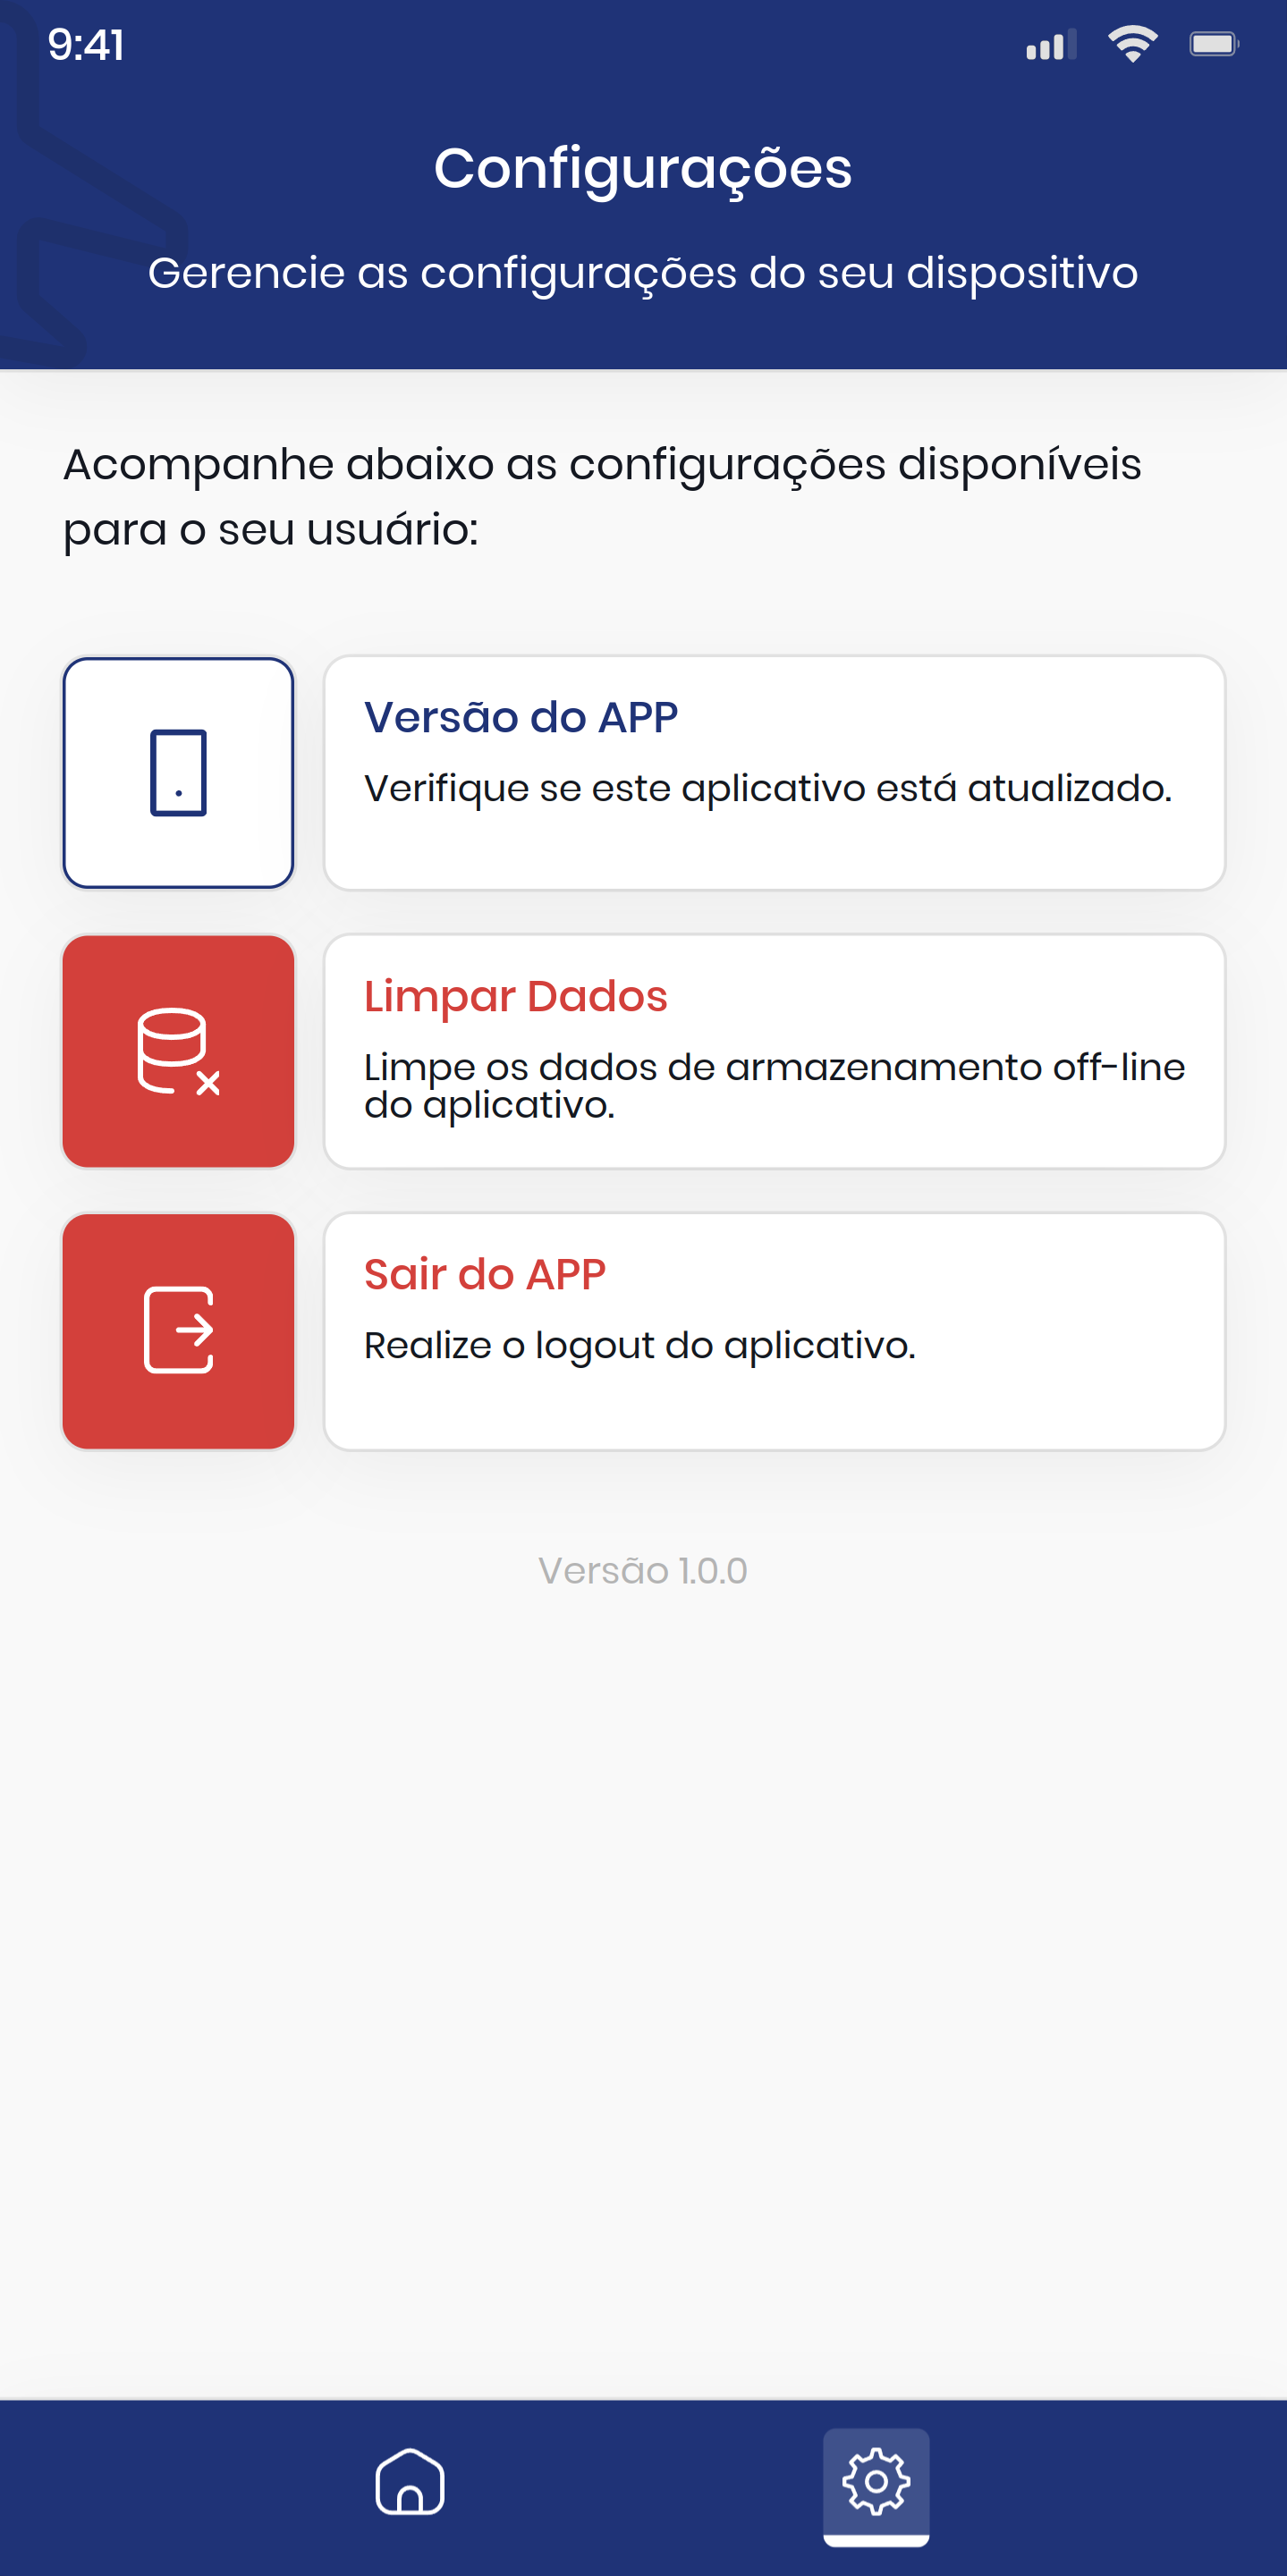 9:41
Configurações
Gerencie as configurações do seu dispositivo
Acompanhe abaixo as configurações disponíveis
para o seu usuário:
Versão do APP
Verifique se este aplicativo está atualizado.
Limpar Dados
Limpe os dados de armazenamento off-line
do aplicativo.
Sair do APP
Realize o logout do aplicativo.
Versão 1.0.0